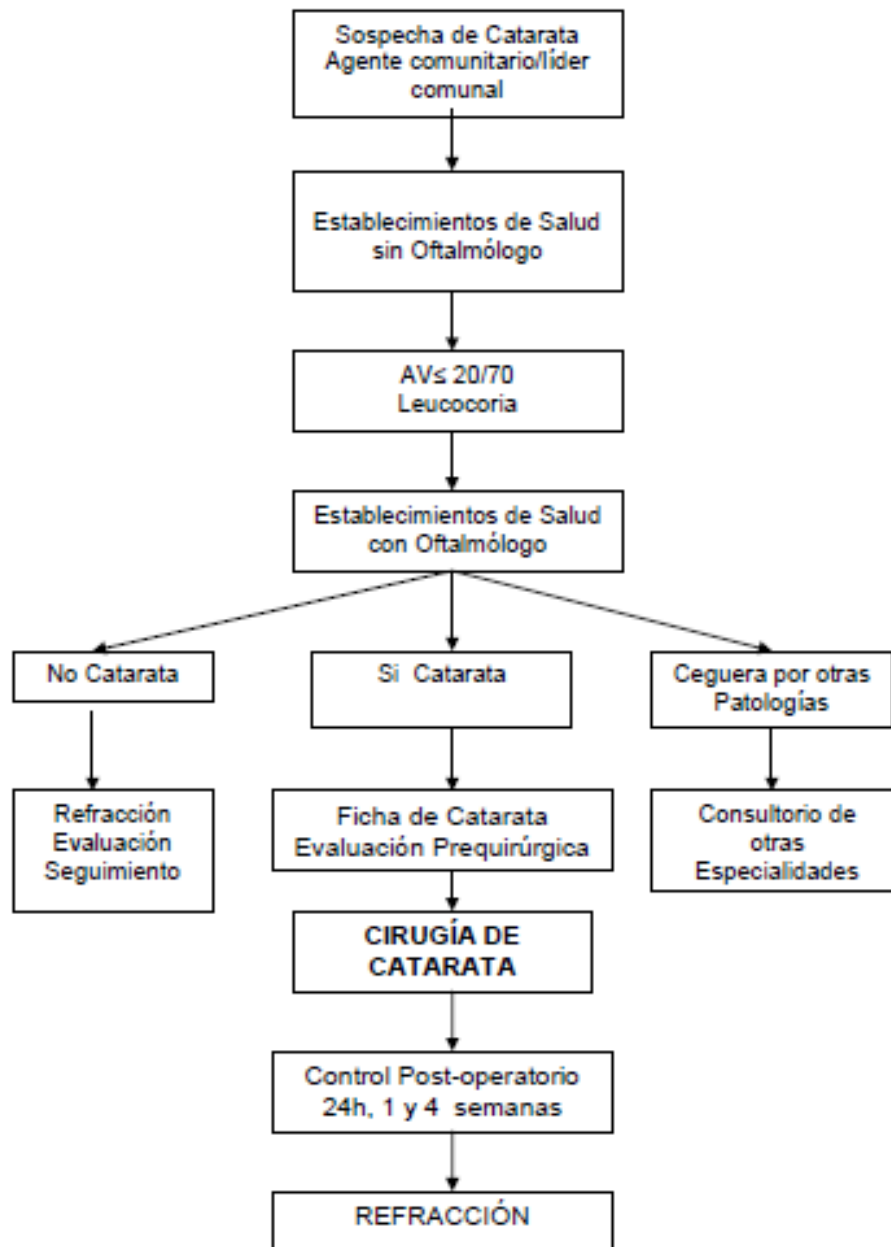 Sospecha de Catarata
Agente comunitario/líder
comunal
Establecimientos de Salud
sin Oftalmólogo
AV≤ 20/70
Leucocoria
Establecimientos de Salud
con Oftalmólogo
No Catarata
Si Catarata
Ceguera por otras
Patologías
Refracción
Evaluación
Seguimiento
Ficha de Catarata
Evaluación Prequirúrgica
Consultorio de
otras
Especialidades
CIRUGÍA DE
CATARATA
Control Post-operatorio
24h, 1 y 4 semanas
REFRACCIÓN